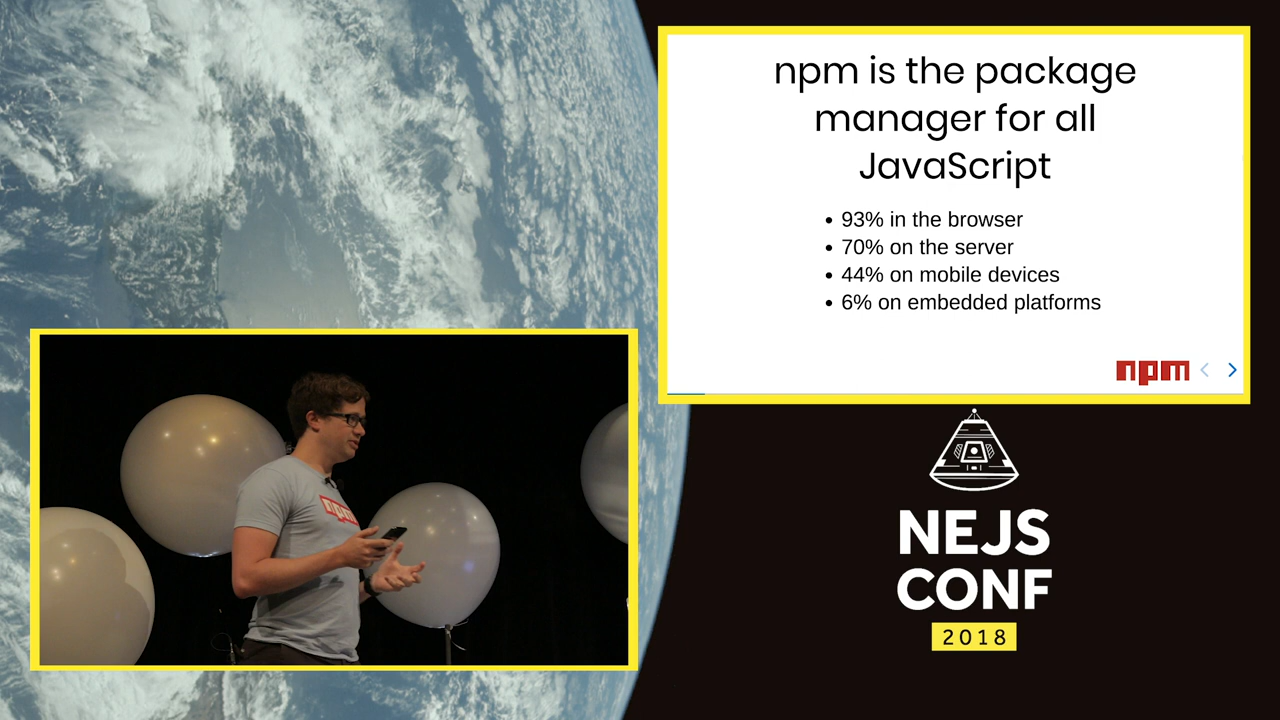 npm is the package
manager for all
JavaScript
• 93% in the browser
• 70% on the server
• 44% on mobile devices
• 6% on embedded platforms
npm
npm
NEJS
CONF
2018